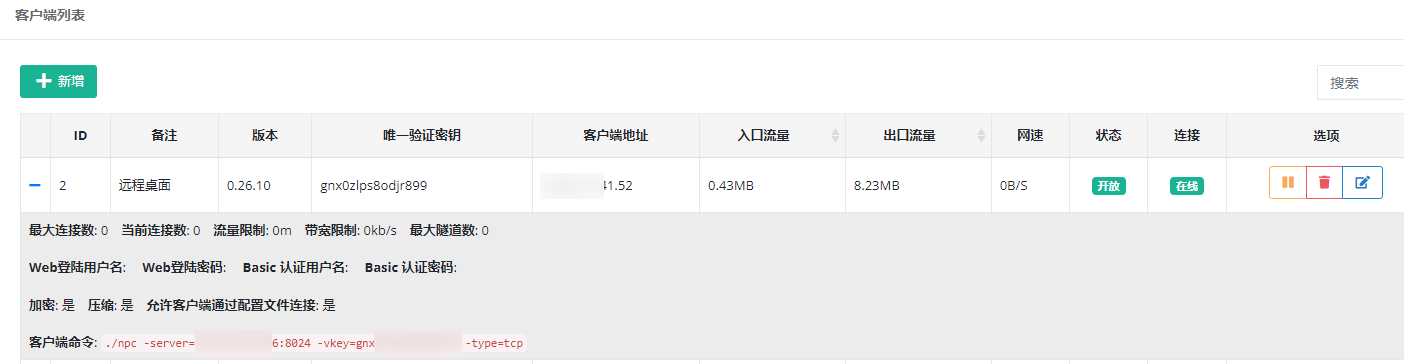 客户端列表
新增
搜索
ID 备注 版本 唯一验证密钥 客户端地址 入口流量 出口流量 网速 状态 连接 选项
2 远程桌面 0.26.10 gnx0zlps8odjr899 41.52 0.43MB 8.23MB 0B/S 开放 在线
最大连接数: 0 当前连接数: 0 流量限制: 0m 带宽限制: 0kb/s 最大隧道数: 0
Web登陆用户名: Web登陆密码: Basic 认证用户名: Basic 认证密码:
加密: 是 压缩: 是 允许客户端通过配置文件连接: 是
客户端命令: ./npc -server= 6:8024 -vkey=gnx -type=tcp